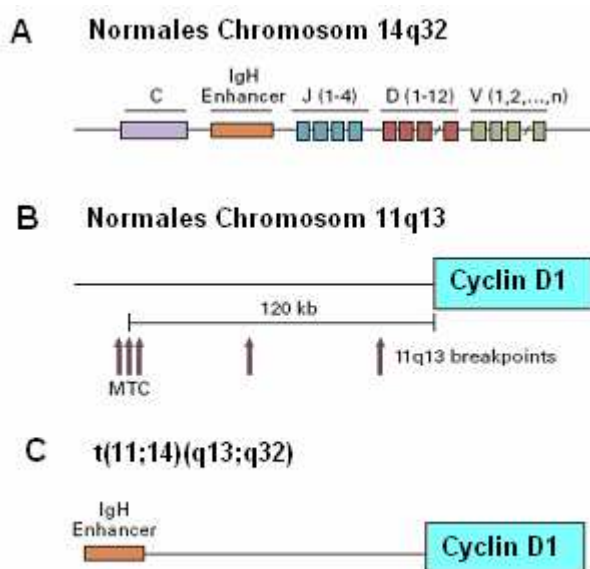 A Normales Chromosom 14q32
IgH
C Enhancer J (1-4) D (1-12) V (1,2,...,n)
B Normales Chromosom 11q13
Cyclin D1
120 kb
11q13 breakpoints
MTC
C t(11;14)(q13;q32)
IgH
Enhancer
Cyclin D1